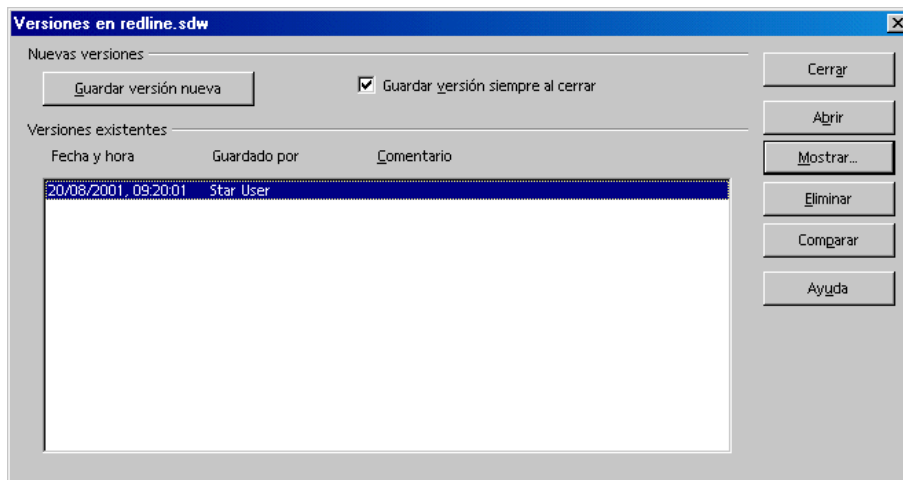 Versiones en redline.sdw
Nuevas versiones
Guardar versión nueva
Guardar versión siempre al cerrar
Versiones existentes
Fecha y hora Guardado por Comentario
20/08/2001, 09:20:01 Star User
Cerrar
Abrir
Mostrar...
Eliminar
Comparar
Ayuda